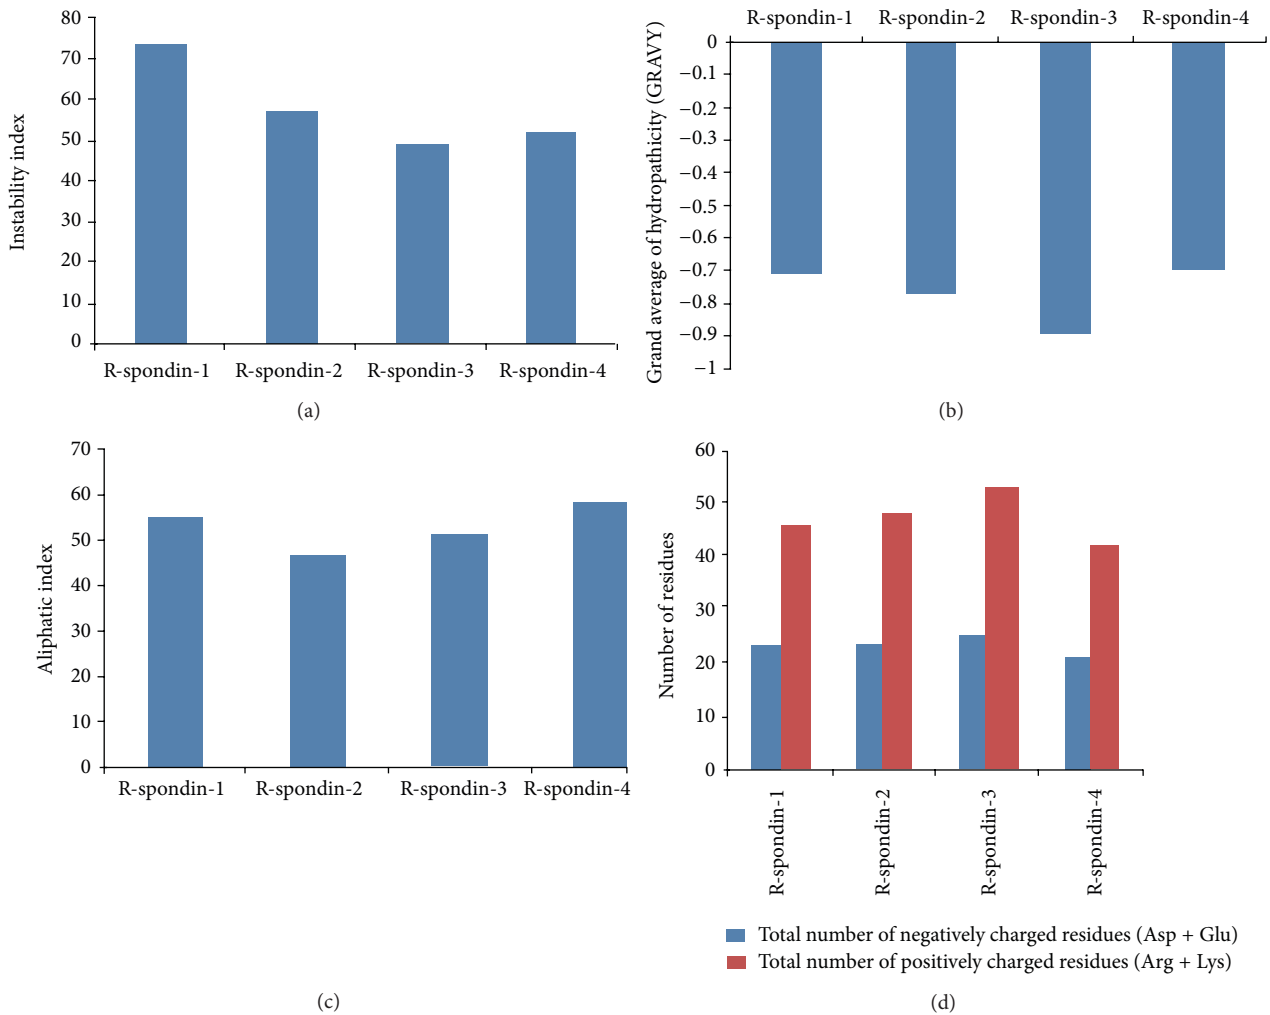 80
70
60
50
40
30
20
10
0
Instability index
R-spondin-1 R-spondin-2 R-spondin-3 R-spondin-4
(a)
R-spondin-1 R-spondin-2 R-spondin-3 R-spondin-4
0
−0.1
−0.2
−0.3
−0.4
−0.5
−0.6
−0.7
−0.8
−0.9
−1
Grand average of hydropathicity (GRAVY)
(b)
70
60
50
40
30
20
10
0
Aliphatic index
R-spondin-1 R-spondin-2 R-spondin-3 R-spondin-4
(c)
60
50
40
30
20
10
0
Number of residues
R-spondin-1
R-spondin-2
R-spondin-3
R-spondin-4
Total number of negatively charged residues (Asp + Glu)
Total number of positively charged residues (Arg + Lys)
(d)